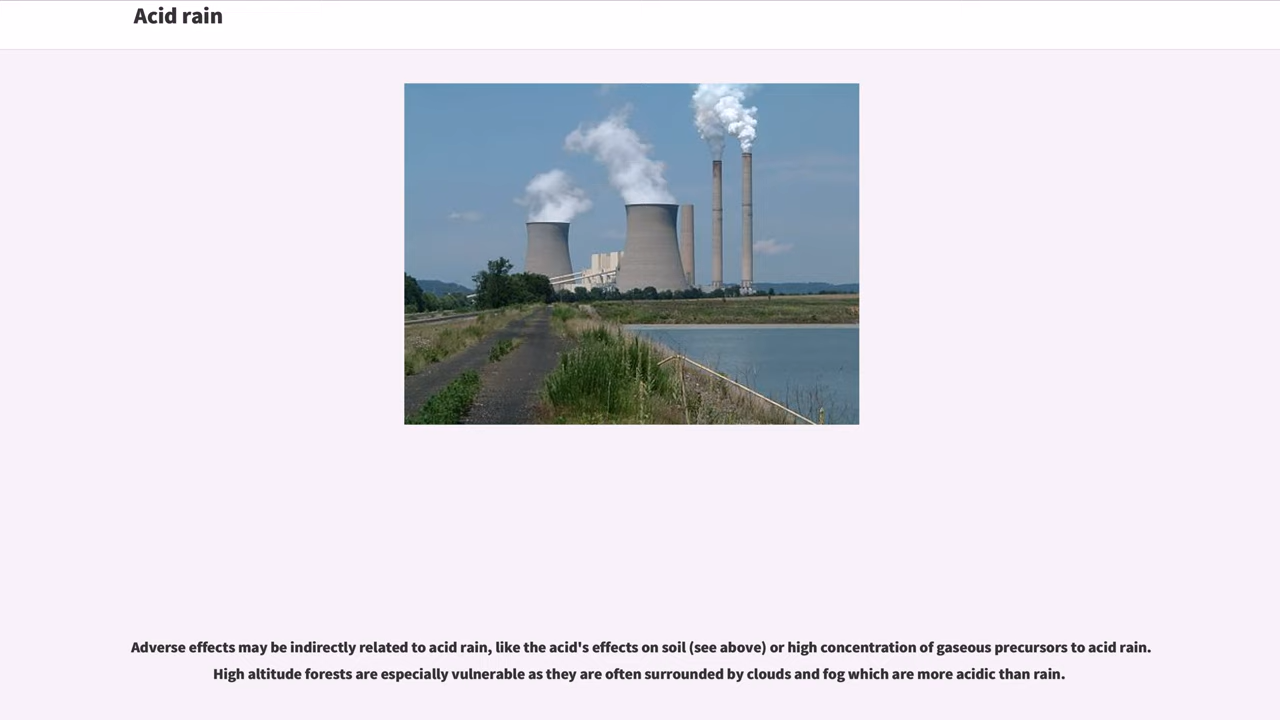 Acid rain
Adverse effects may be indirectly related to acid rain, like the acid's effects on soil (see above) or high concentration of gaseous precursors to acid rain.
High altitude forests are especially vulnerable as they are often surrounded by clouds and fog which are more acidic than rain.